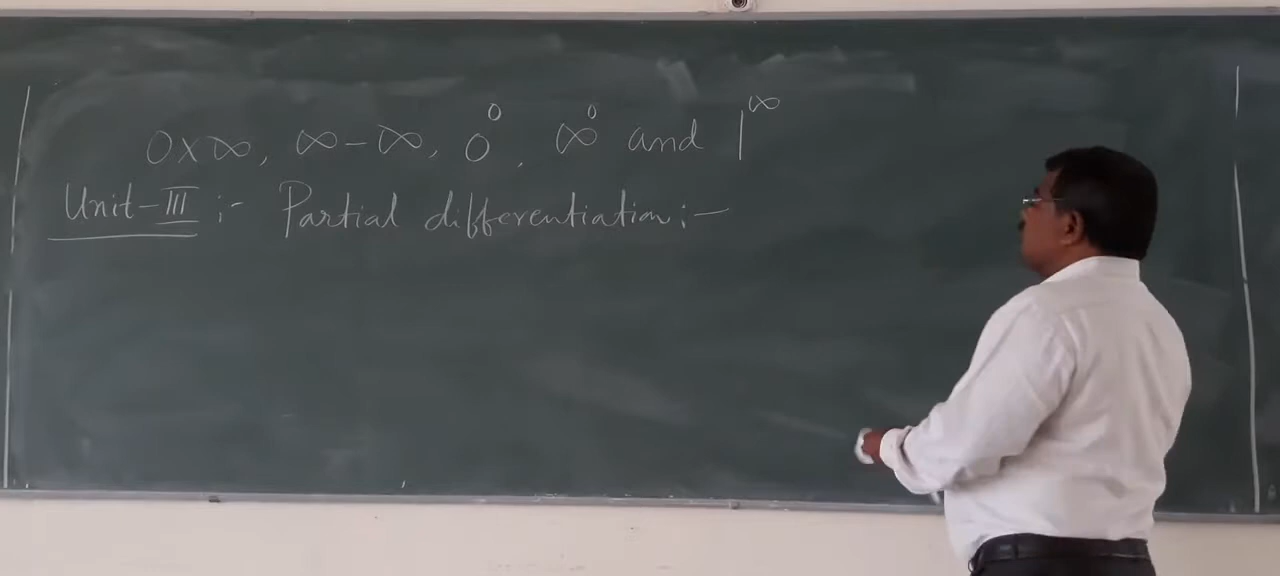 0×∞, ∞-∞, 0⁰, ∞⁰ and 1^∞
Unit-III :- Partial differentiation :-